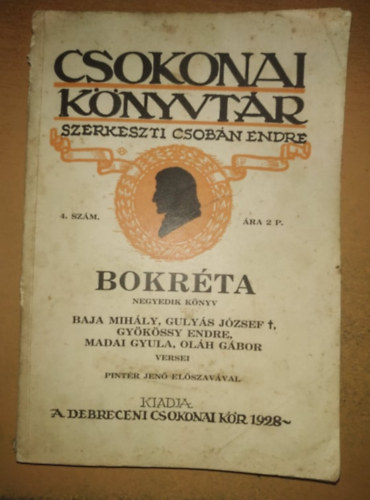 CSOKONAI
KÖNYVTÁR
SZERKESZTI CSOBÁN ENDRE
4. SZÁM.
ÁRA 2 P.
BOKRÉTA
NEGYEDIK KÖNYV
BAJA MIHÁLY, GULYÁS JÓZSEF †,
GYÖKÖSSY ENDRE,
MADAI GYULA, OLÁH GÁBOR
VERSEI
PINTÉR JENŐ ELŐSZAVÁVAL
KIADJA
A DEBRECENI CSOKONAI KÖR 1928~